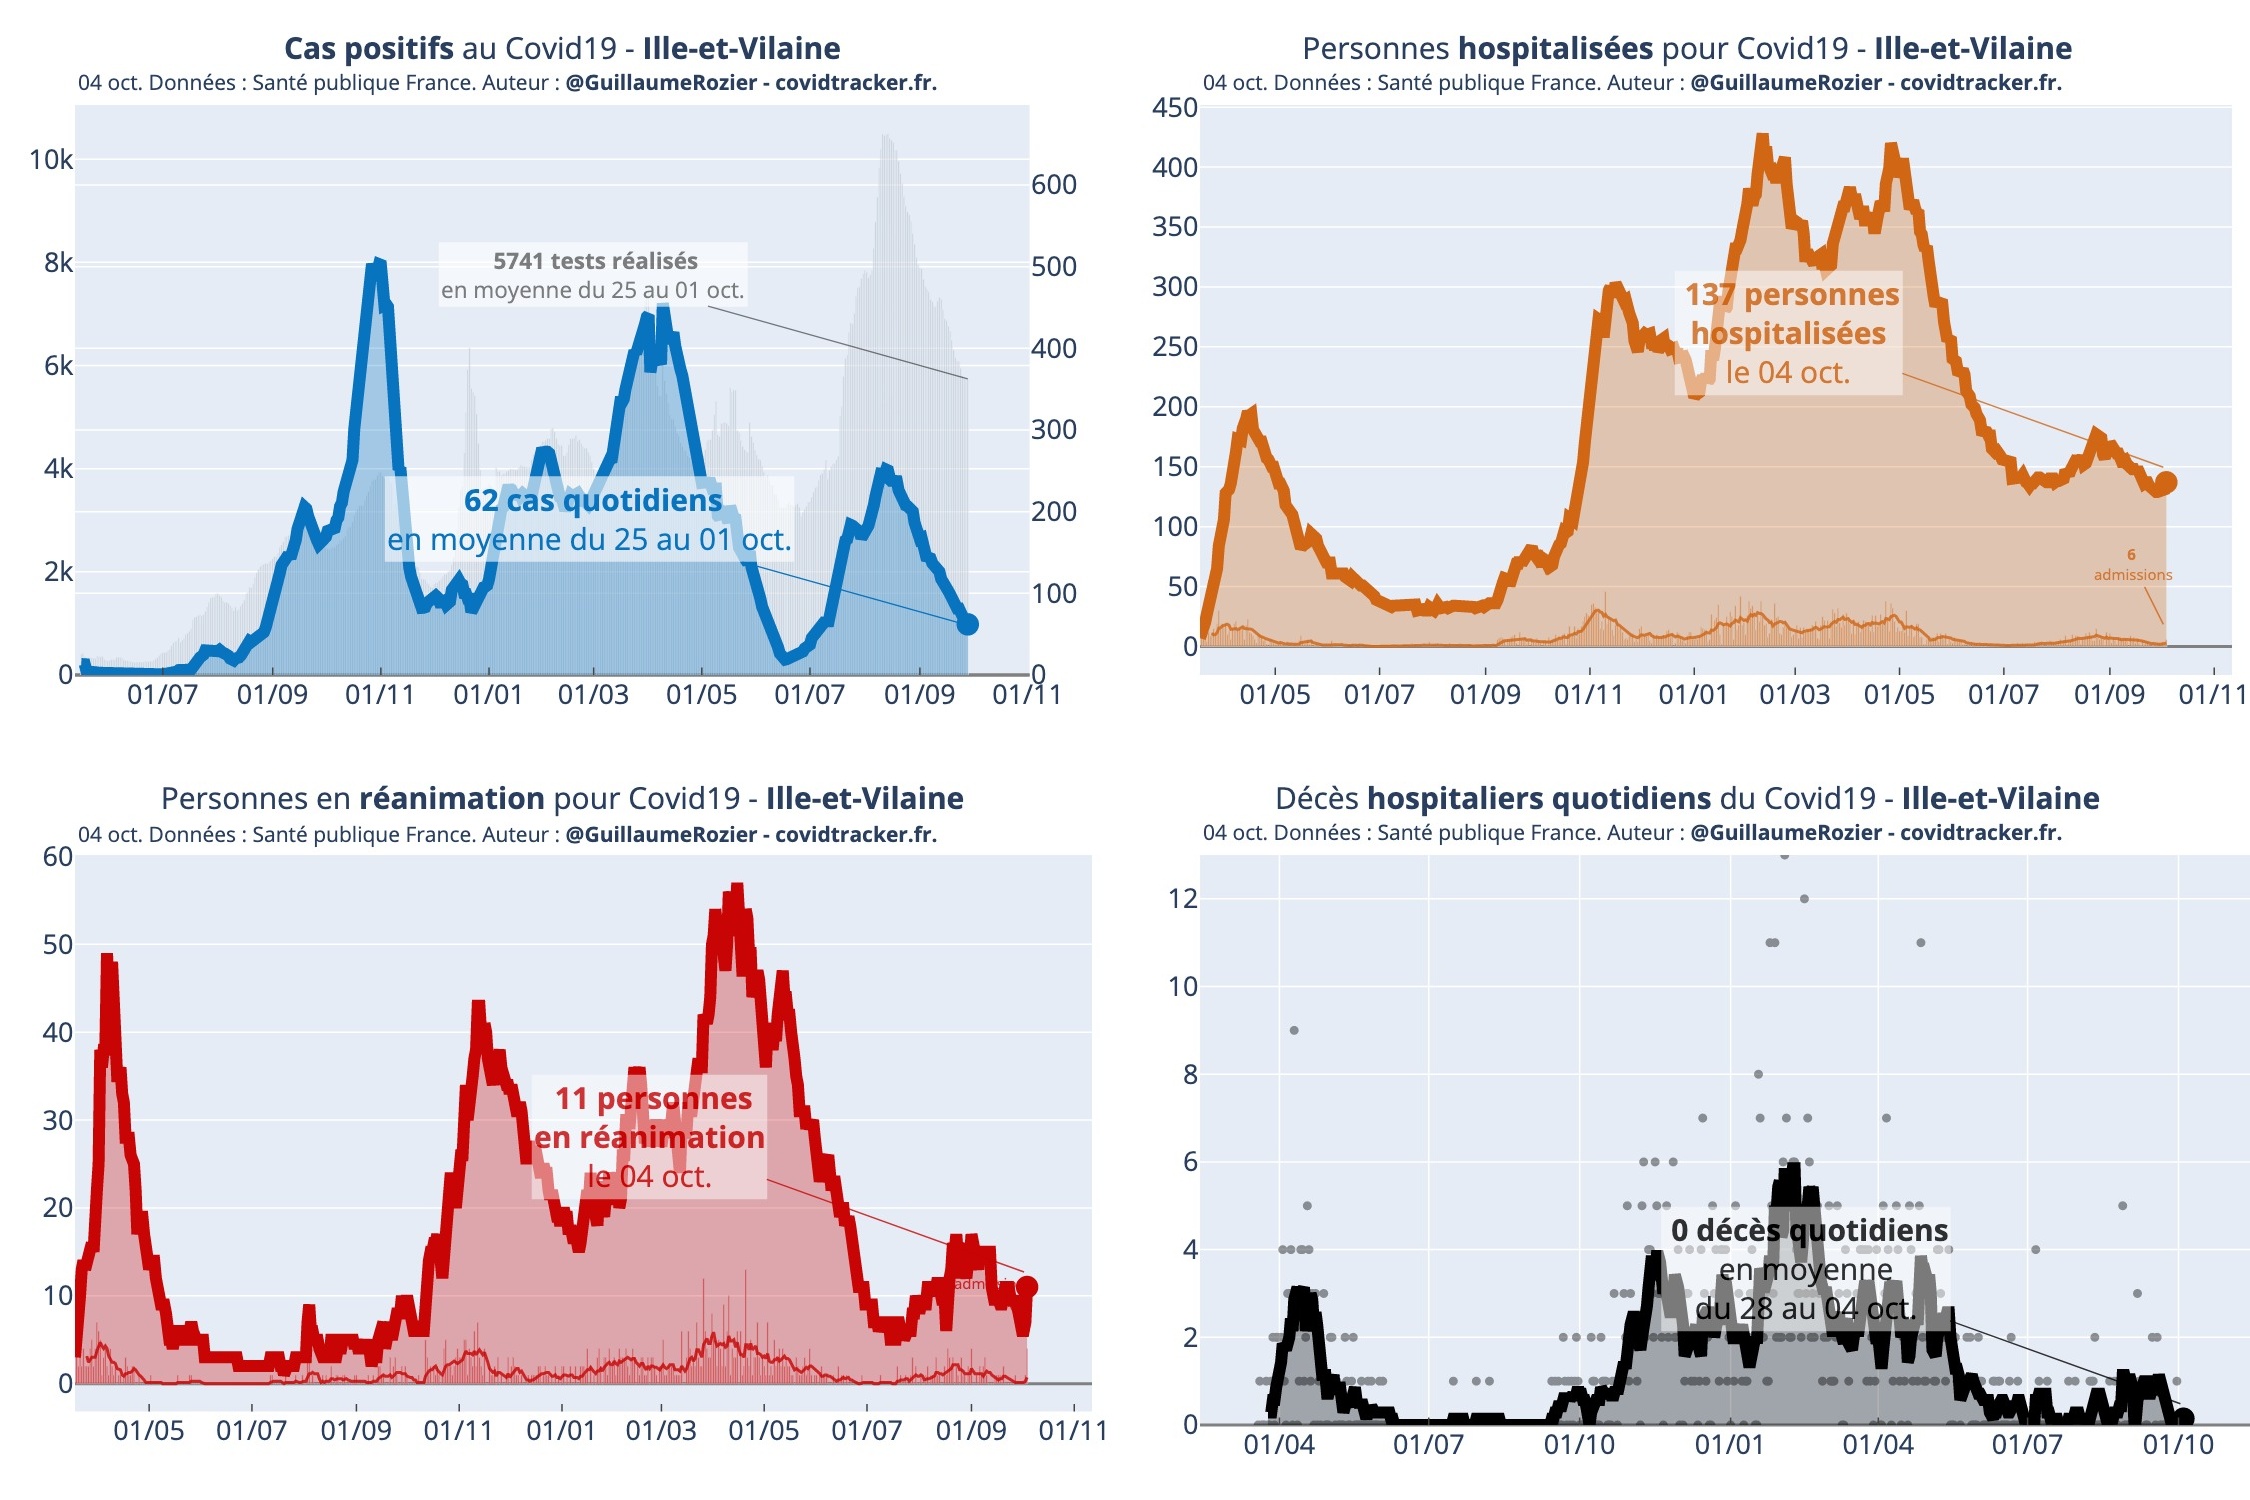 Cas positifs au Covid19 - Ille-et-Vilaine
04 oct. Données : Santé publique France. Auteur : @GuillaumeRozier - covidtracker.fr.
10k
8k
6k
4k
2k
0
600
500
400
300
200
100
0
5741 tests réalisés
en moyenne du 25 au 01 oct.
62 cas quotidiens
en moyenne du 25 au 01 oct.
01/07 01/09 01/11 01/01 01/03 01/05 01/07 01/09 01/11
Personnes hospitalisées pour Covid19 - Ille-et-Vilaine
04 oct. Données : Santé publique France. Auteur : @GuillaumeRozier - covidtracker.fr.
450
400
350
300
250
200
150
100
50
0
137 personnes
hospitalisées
le 04 oct.
6
admissions
01/05 01/07 01/09 01/11 01/01 01/03 01/05 01/07 01/09 01/11
Personnes en réanimation pour Covid19 - Ille-et-Vilaine
04 oct. Données : Santé publique France. Auteur : @GuillaumeRozier - covidtracker.fr.
60
50
40
30
20
10
0
11 personnes
en réanimation
le 04 oct.
01/05 01/07 01/09 01/11 01/01 01/03 01/05 01/07 01/09 01/11
Décès hospitaliers quotidiens du Covid19 - Ille-et-Vilaine
04 oct. Données : Santé publique France. Auteur : @GuillaumeRozier - covidtracker.fr.
12
10
8
6
4
2
0
0 décès quotidiens
en moyenne
du 28 au 04 oct.
01/04 01/07 01/10 01/01 01/04 01/07 01/10